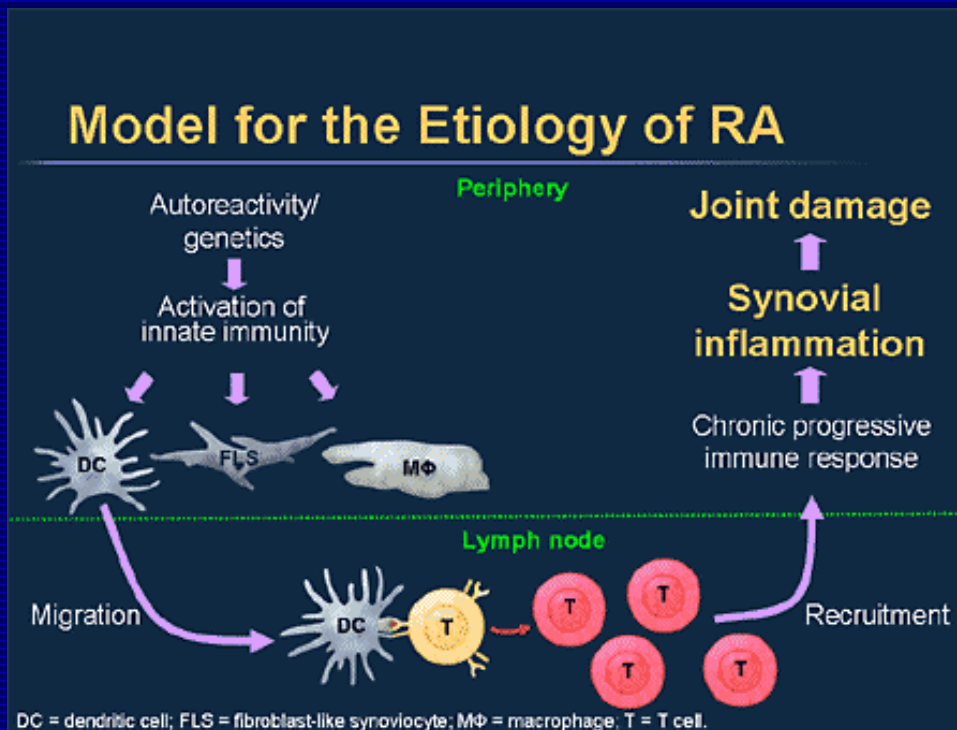 Model for the Etiology of RA
Periphery
Autoreactivity/
genetics
Activation of
innate immunity
DC
FLS
MΦ
Joint damage
Synovial
inflammation
Chronic progressive
immune response
Lymph node
Migration
DC
T
T
T
T
T
Recruitment
DC = dendritic cell; FLS = fibroblast-like synoviocyte; MΦ = macrophage; T = T cell.